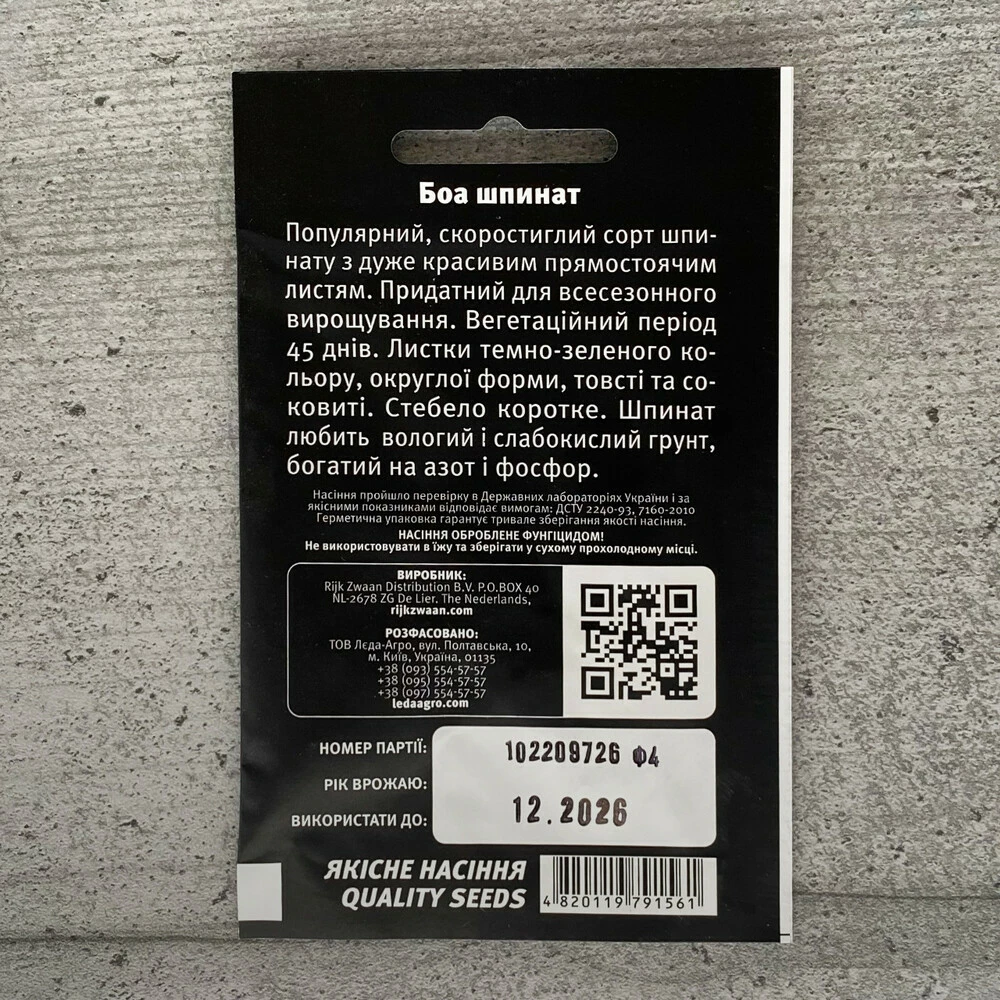 Боа шпинат
Популярний, скоростиглий сорт шпи-
нату з дуже красивим прямостоячим
листям. Придатний для всесезонного
вирощування. Вегетаційний період
45 днів. Листки темно-зеленого ко-
льору, округлої форми, товсті та со-
ковиті. Стебело коротке. Шпинат
любить вологий і слабокислий грунт,
богатий на азот і фосфор.
Насіння пройшло перевірку в Державних лабораторіях України і за
якісними показниками відповідає вимогам: ДСТУ 2240-93, 7160-2010
Герметична упаковка гарантує тривале зберігання якості насіння.
НАСІННЯ ОБРОБЛЕНЕ ФУНГІЦИДОМ!
Не використовувати в їжу та зберігати у сухому прохолодному місці.
ВИРОБНИК:
Rijk Zwaan Distribution B.V. P.O.BOX 40
NL-2678 ZG De Lier. The Nederlands,
rijkzwaan.com
РОЗФАСОВАНО:
ТОВ Лєда-Агро, вул. Полтавська, 10,
м. Київ, Україна, 01135
+38 (093) 554-57-57
+38 (095) 554-57-57
+38 (097) 554-57-57
ledaagro.com
НОМЕР ПАРТІЇ: 102209726 Ф4
РІК ВРОЖАЮ:
ВИКОРИСТАТИ ДО: 12.2026
ЯКІСНЕ НАСІННЯ
QUALITY SEEDS
4 820119 791561